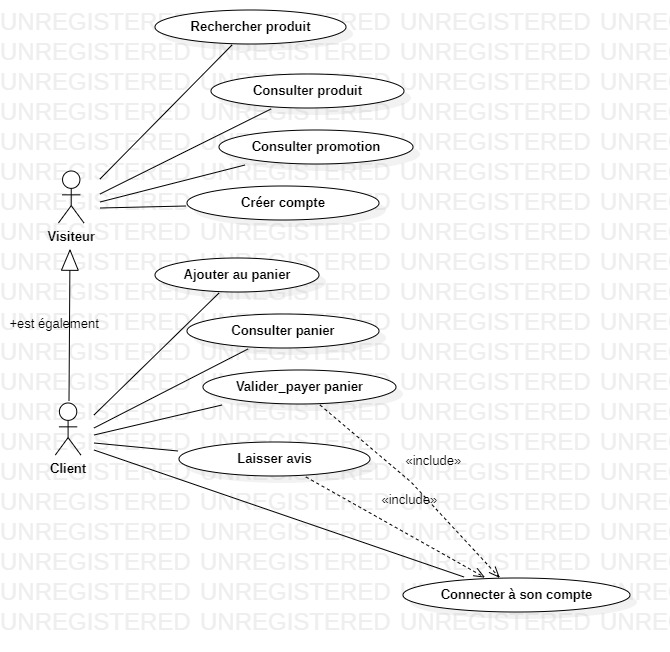 Rechercher produit
Consulter produit
Consulter promotion
Créer compte
Visiteur
Ajouter au panier
+est également
Consulter panier
Valider_payer panier
Client
Laisser avis
«include»
«include»
Connecter à son compte
UNREGISTERED UNREGISTERED UNREGISTERED